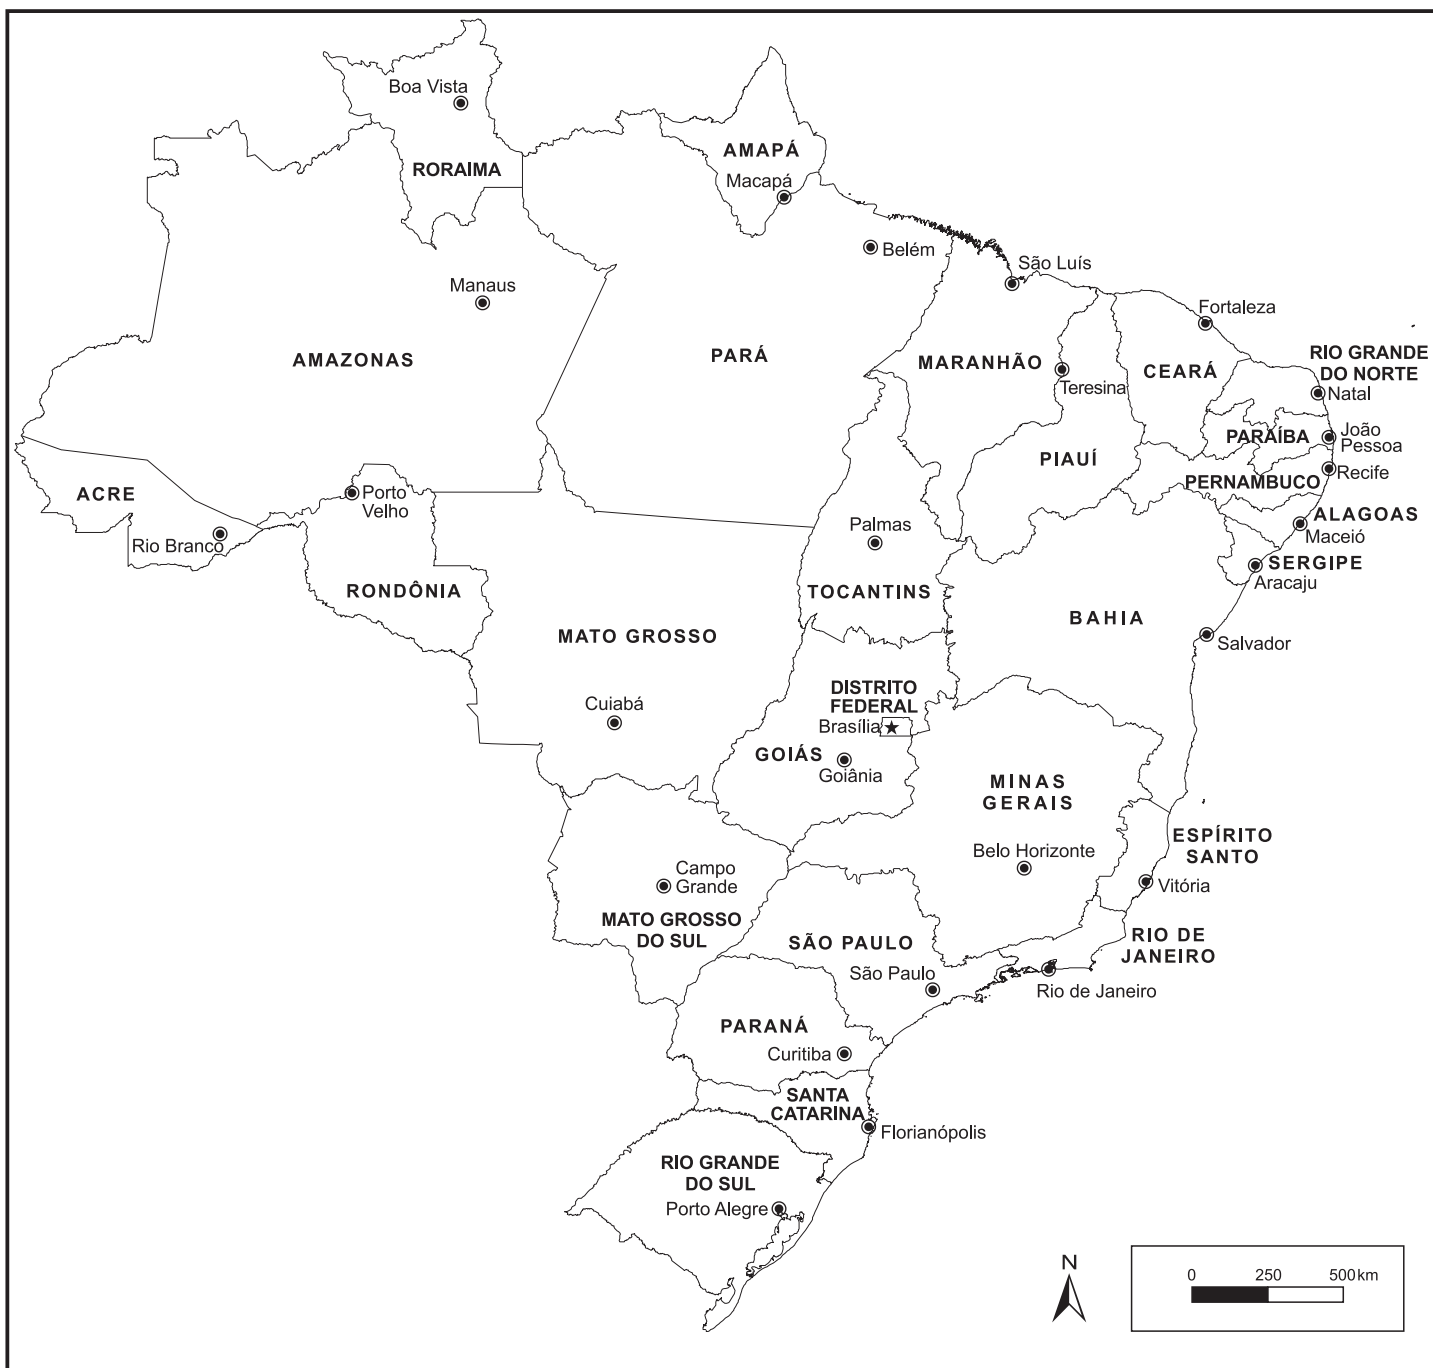 Boa Vista
RORAIMA
AMAPÁ
Macapá
Belém
São Luís
Manaus
Fortaleza
AMAZONAS
PARÁ
MARANHÃO
Teresina
CEARÁ
RIO GRANDE
DO NORTE
Natal
PARAÍBA
João
Pessoa
PIAUÍ
PERNAMBUCO
Recife
ACRE
Porto
Velho
Rio Branco
Palmas
ALAGOAS
Maceió
SERGIPE
Aracaju
RONDÔNIA
TOCANTINS
BAHIA
MATO GROSSO
Salvador
DISTRITO
FEDERAL
Brasília
Cuiabá
GOIÁS
Goiânia
MINAS
GERAIS
ESPÍRITO
SANTO
Belo Horizonte
Vitória
Campo
Grande
MATO GROSSO
DO SUL
SÃO PAULO
São Paulo
RIO DE
JANEIRO
Rio de Janeiro
PARANÁ
Curitiba
SANTA
CATARINA
Florianópolis
RIO GRANDE
DO SUL
Porto Alegre
N
0 250 500 km